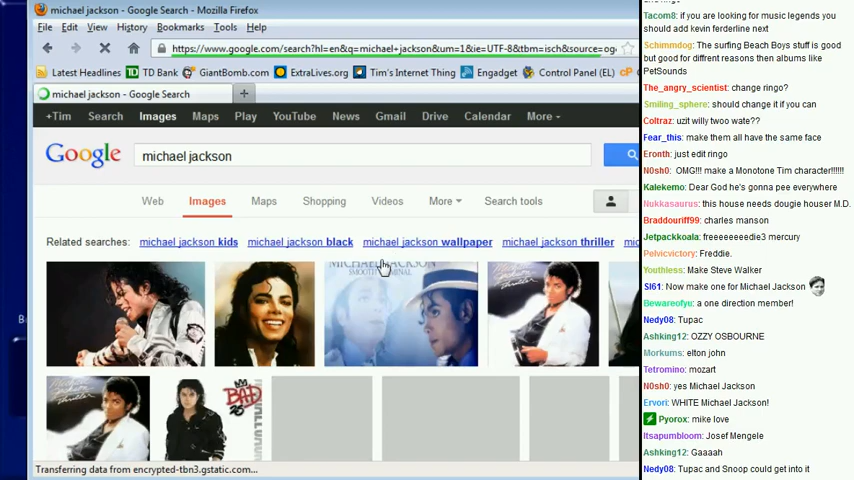 michael jackson - Google Search - Mozilla Firefox
File Edit View History Bookmarks Tools Help
https://www.google.com/search?hl=en&q=michael+jackson&um=1&ie=UTF-8&tbm=isch&source=og
Latest Headlines TD Bank GiantBomb.com ExtraLives.org Tim's Internet Thing Engadget Control Panel (EL)
michael jackson - Google Search
+Tim Search Images Maps Play YouTube News Gmail Drive Calendar More
Google michael jackson
Web Images Maps Shopping Videos More Search tools
Related searches: michael jackson kids michael jackson black michael jackson wallpaper michael jackson thriller
MICHAEL JACKSON
SMOOTH CRIMINAL
BAD
25
Transferring data from encrypted-tbn3.gstatic.com...
Tacom8: if you are looking for music legends you
should add kevin ferderline next
Schimmdog: The surfing Beach Boys stuff is good
but good for different reasons then albums like
PetSounds
The_angry_scientist: change ringo?
Smiling_sphere: should change it if you can
Coltraz: uzit willy twoo wate??
Fear_this: make them all have the same face
Eronth: just edit ringo
N0sh0: OMG!!! make a Monotone Tim character!!!!!!
Kalekemo: Dear God he's gonna pee everywhere
Nukkasaurus: this house needs dougie houser M.D.
Braddouriff99: charles manson
Jetpackkoala: freeeeeeedie3 mercury
Pelvicvictory: Freddie.
Youthless: Make Steve Walker
Sl61: Now make one for Michael Jackson
Bewareofyu: a one direction member!
Nedy08: Tupac
Ashking12: OZZY OSBOURNE
Morkums: elton john
Tetromino: mozart
N0sh0: yes Michael Jackson
Ervori: WHITE Michael Jackson!
Pyorox: mike love
Itsapumbloom: Josef Mengele
Ashking12: Gaaaah
Nedy08: Tupac and Snoop could get into it